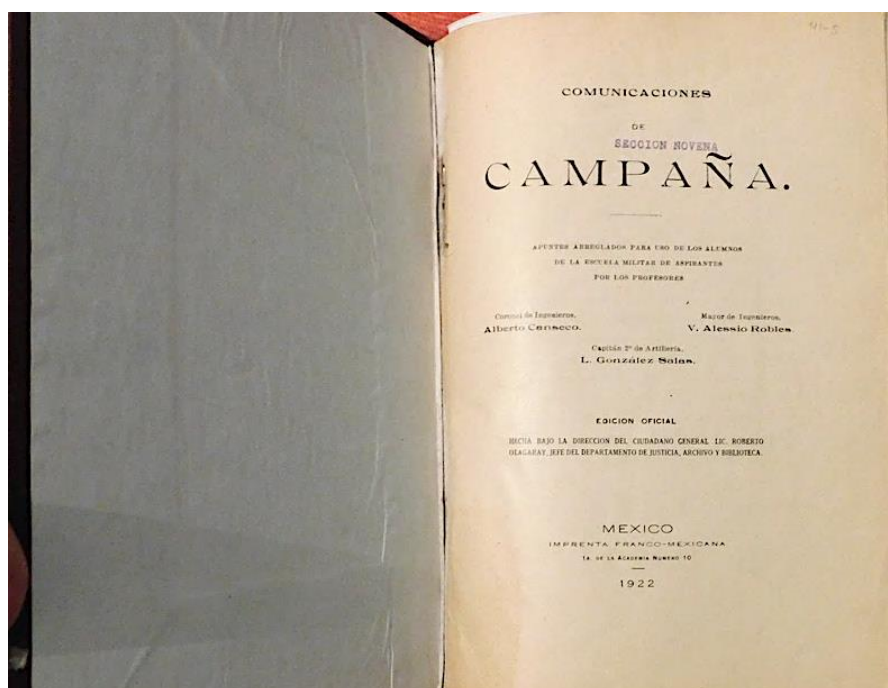 41-5
COMUNICACIONES
DE
SECCION NOVENA
CAMPAÑA.
APUNTES ARREGLADOS PARA USO DE LOS ALUMNOS
DE LA ESCUELA MILITAR DE ASPIRANTES
POR LOS PROFESORES
Coronel de Ingenieros, Mayor de Ingenieros,
Alberto Canseco. V. Alessio Robles.
Capitán 2º de Artillería,
L. González Salas.
EDICION OFICIAL
HECHA BAJO LA DIRECCION DEL CIUDADANO GENERAL LIC. ROBERTO
OLAGARAY, JEFE DEL DEPARTAMENTO DE JUSTICIA, ARCHIVO Y BIBLIOTECA.
MEXICO
IMPRENTA FRANCO-MEXICANA
1A. DE LA ACADEMIA NUMERO 10
1922